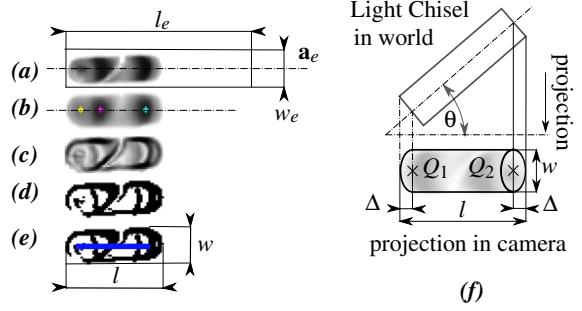 l_e
(a)
a_e
w_e
(b)
(c)
(d)
(e)
w
l
Light Chisel
in world
projection
θ
Q_1 Q_2 w
Δ l Δ
projection in camera
(f)